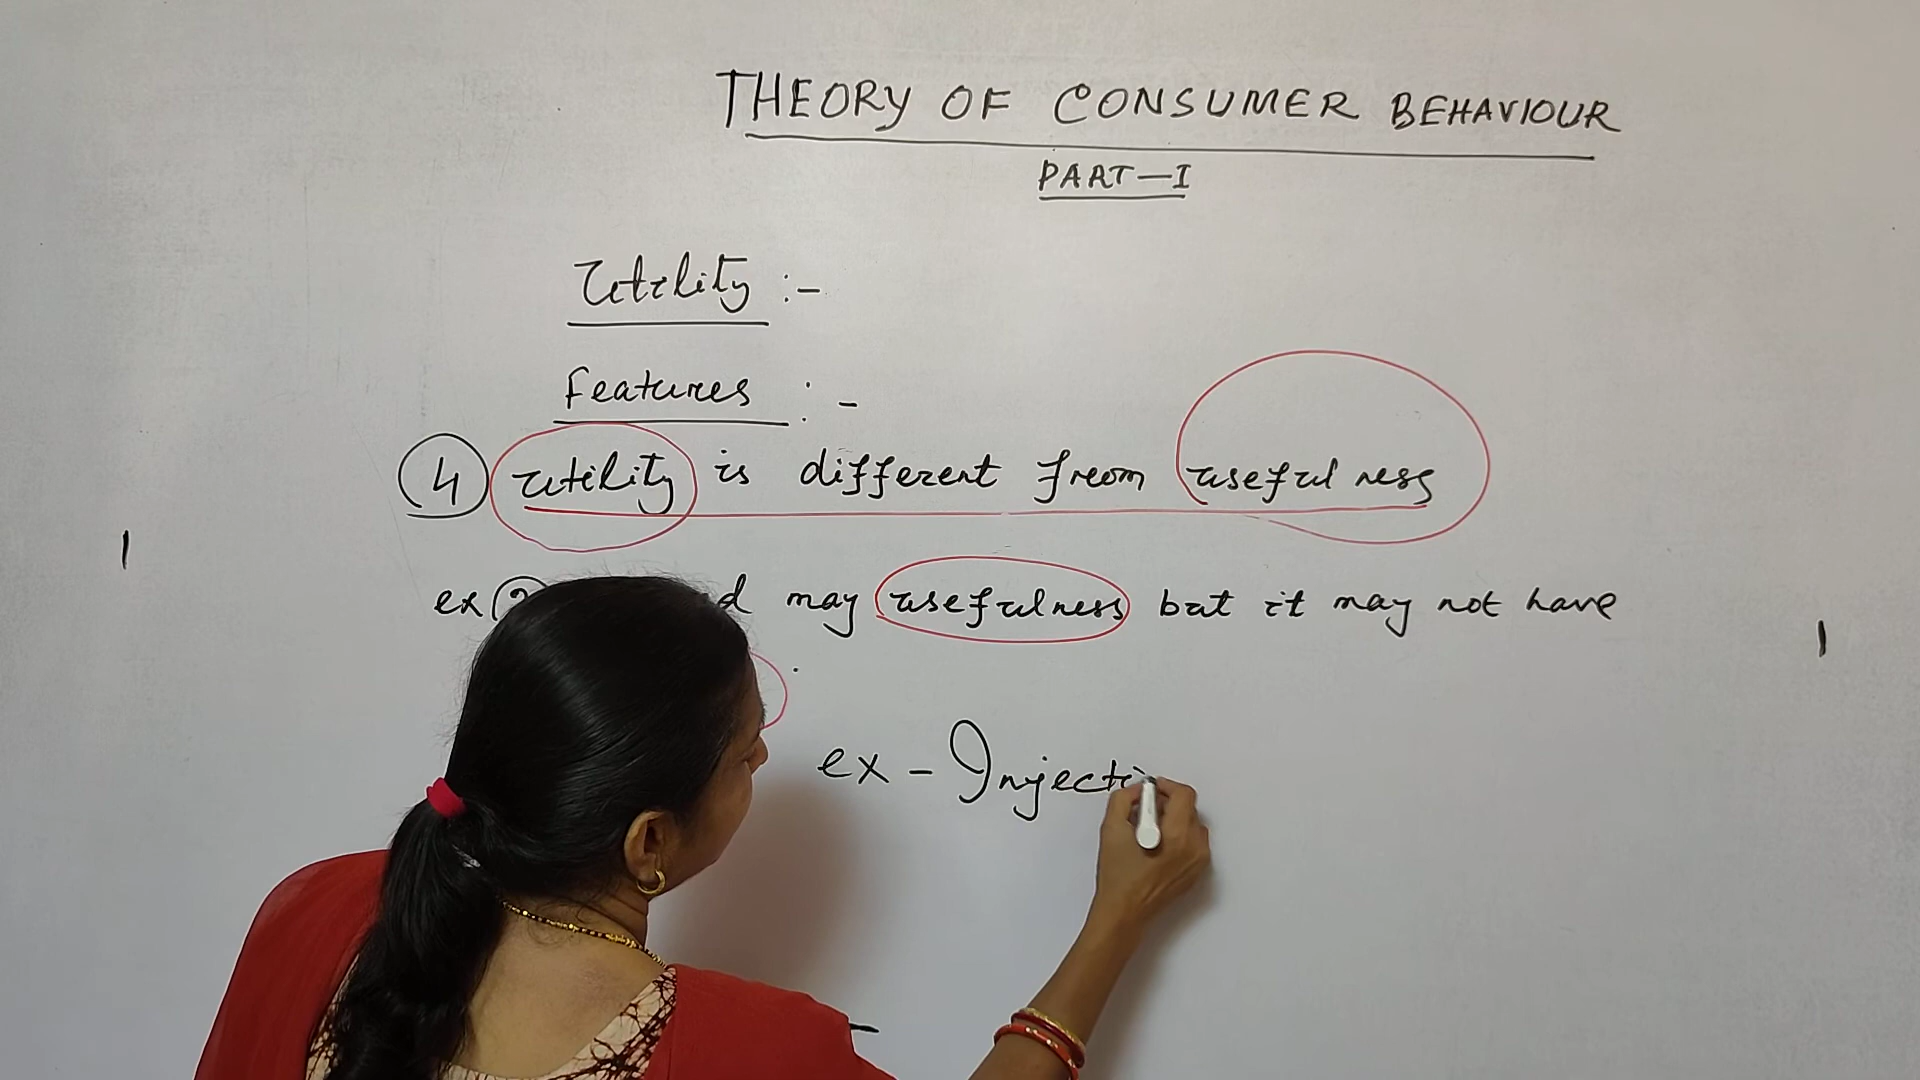 THEORY OF CONSUMER BEHAVIOUR
PART-I
Utility :-
Features :-
4 utility is different from usefulness
ex may usefulness but it may not have
ex - Injecti